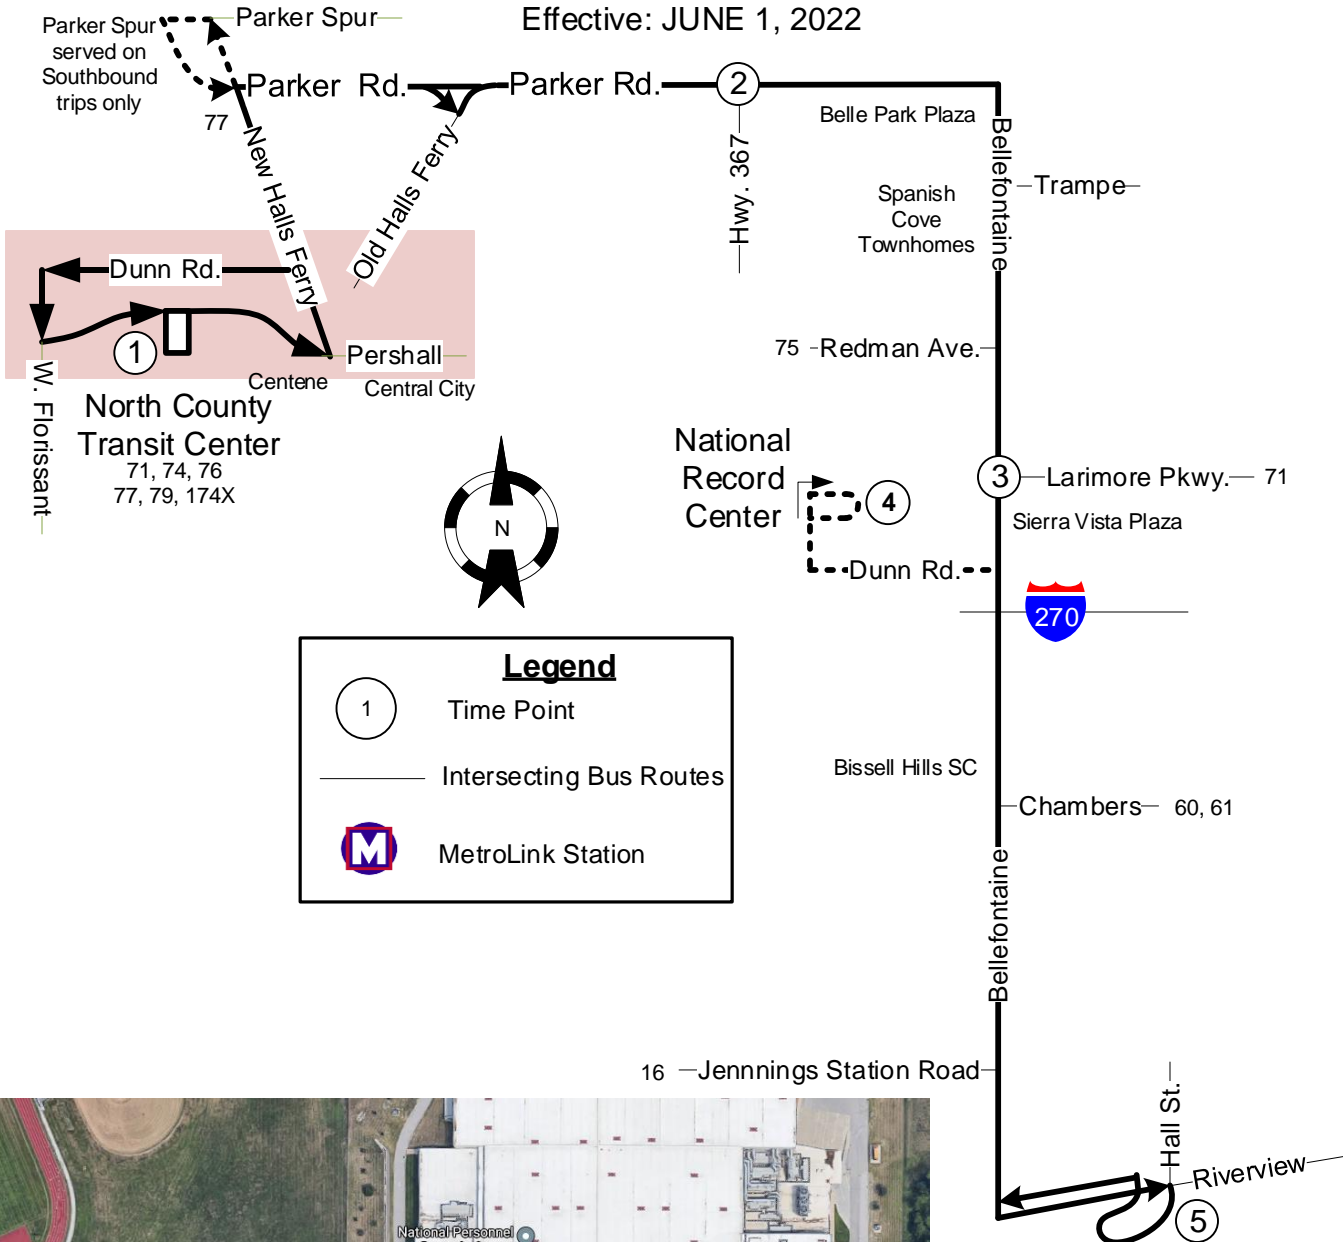 Effective: JUNE 1, 2022
Parker Spur
served on
Southbound
trips only
Parker Spur
Parker Rd.
Parker Rd.
2
77
New Halls Ferry
Old Halls Ferry
Hwy. 367
Belle Park Plaza
Bellefontaine
Trampe
Spanish
Cove
Townhomes
Dunn Rd.
1
Pershall
Centene
Central City
W. Florissant
North County
Transit Center
71, 74, 76
77, 79, 174X
75
Redman Ave.
National
Record
Center
4
3
Larimore Pkwy.
71
Sierra Vista Plaza
N
Dunn Rd.
270
Legend
1
Time Point
Intersecting Bus Routes
M
MetroLink Station
Bissell Hills SC
Chambers
60, 61
Bellefontaine
16
Jennnings Station Road
Hall St.
Riverview
5
National Personnel